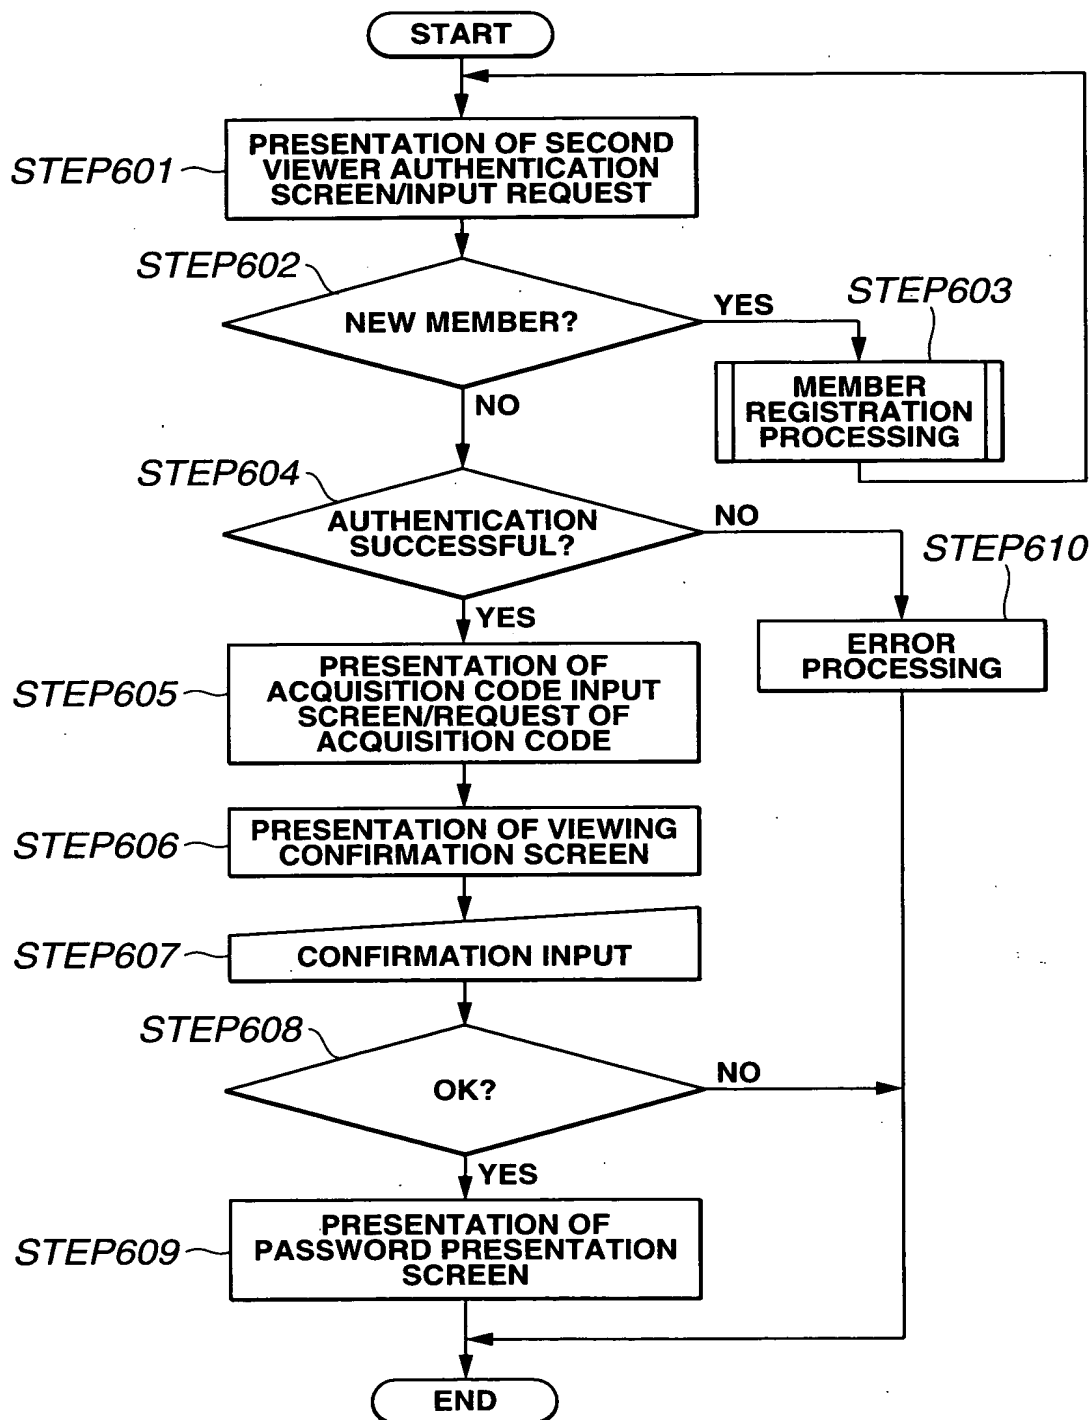 START
STEP601
PRESENTATION OF SECOND
VIEWER AUTHENTICATION
SCREEN/INPUT REQUEST
STEP602
NEW MEMBER?
YES
STEP603
MEMBER
REGISTRATION
PROCESSING
NO
STEP604
AUTHENTICATION
SUCCESSFUL?
NO
STEP610
ERROR
PROCESSING
YES
STEP605
PRESENTATION OF
ACQUISITION CODE INPUT
SCREEN/REQUEST OF
ACQUISITION CODE
STEP606
PRESENTATION OF VIEWING
CONFIRMATION SCREEN
STEP607
CONFIRMATION INPUT
STEP608
OK?
NO
YES
STEP609
PRESENTATION OF
PASSWORD PRESENTATION
SCREEN
END